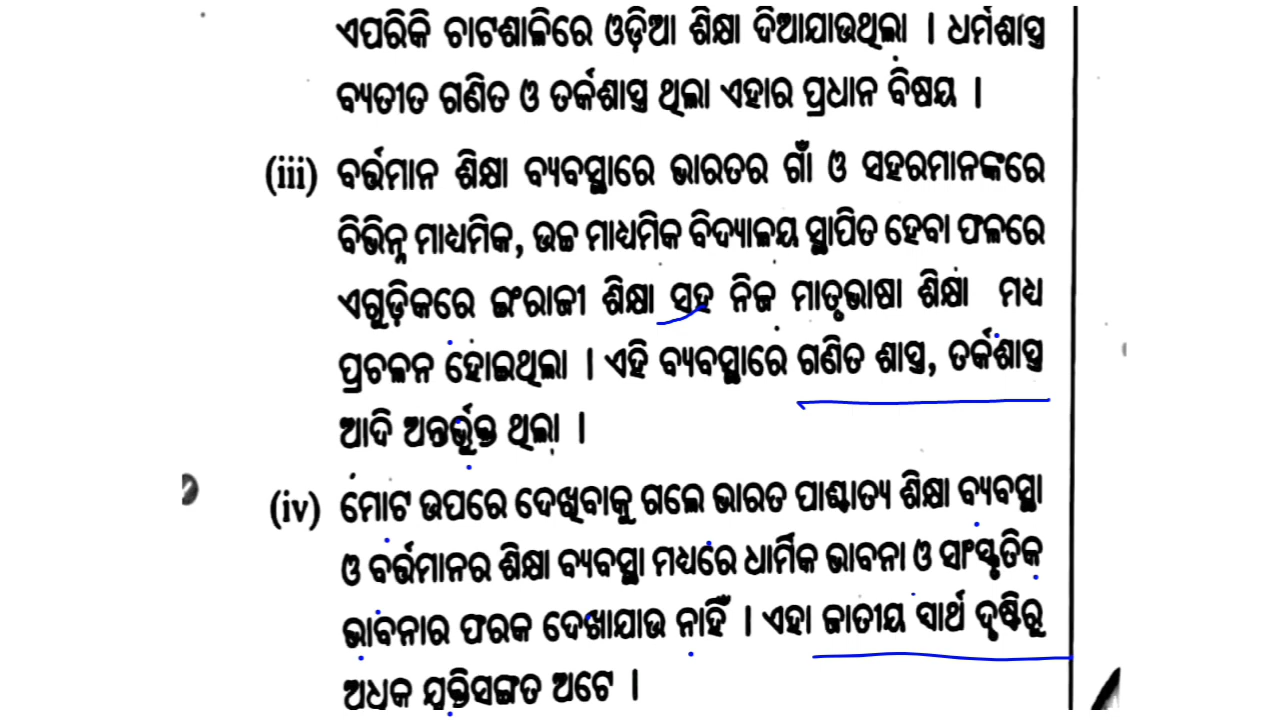 ଏପରିକି ଚାଟଶାଳିରେ ଓଡ଼ିଆ ଶିକ୍ଷା ଦିଆଯାଉଥିଲା । ଧର୍ମଶାସ୍ତ୍ର
ବ୍ୟତୀତ ଗଣିତ ଓ ତର୍କଶାସ୍ତ୍ର ଥିଲା ଏହାର ପ୍ରଧାନ ବିଷୟ ।
(iii) ବର୍ତ୍ତମାନ ଶିକ୍ଷା ବ୍ୟବସ୍ଥାରେ ଭାରତର ଗାଁ ଓ ସହରମାନଙ୍କରେ
ବିଭିନ୍ନ ମାଧ୍ୟମିକ, ଉଚ୍ଚ ମାଧ୍ୟମିକ ବିଦ୍ୟାଳୟ ସ୍ଥାପିତ ହେବା ଫଳରେ
ଏଗୁଡ଼ିକରେ ଇଂରାଜୀ ଶିକ୍ଷା ସହ ନିଜ ମାତୃଭାଷା ଶିକ୍ଷା ମଧ୍ୟ
ପ୍ରଚଳନ ହୋଇଥିଲା । ଏହି ବ୍ୟବସ୍ଥାରେ ଗଣିତ ଶାସ୍ତ୍ର, ତର୍କଶାସ୍ତ୍ର
ଆଦି ଅନ୍ତର୍ଭୁକ୍ତ ଥିଲା ।
(iv) ମୋଟ ଉପରେ ଦେଖିବାକୁ ଗଲେ ଭାରତ ପାଶ୍ଚାତ୍ୟ ଶିକ୍ଷା ବ୍ୟବସ୍ଥା
ଓ ବର୍ତ୍ତମାନର ଶିକ୍ଷା ବ୍ୟବସ୍ଥା ମଧ୍ୟରେ ଧାର୍ମିକ ଭାବନା ଓ ସାଂସ୍କୃତିକ
ଭାବନାର ଫରକ ଦେଖାଯାଉ ନାହିଁ । ଏହା ଜାତୀୟ ସ୍ୱାର୍ଥ ଦୃଷ୍ଟିରୁ
ଅଧିକ ଯୁକ୍ତିସଙ୍ଗତ ଅଟେ ।